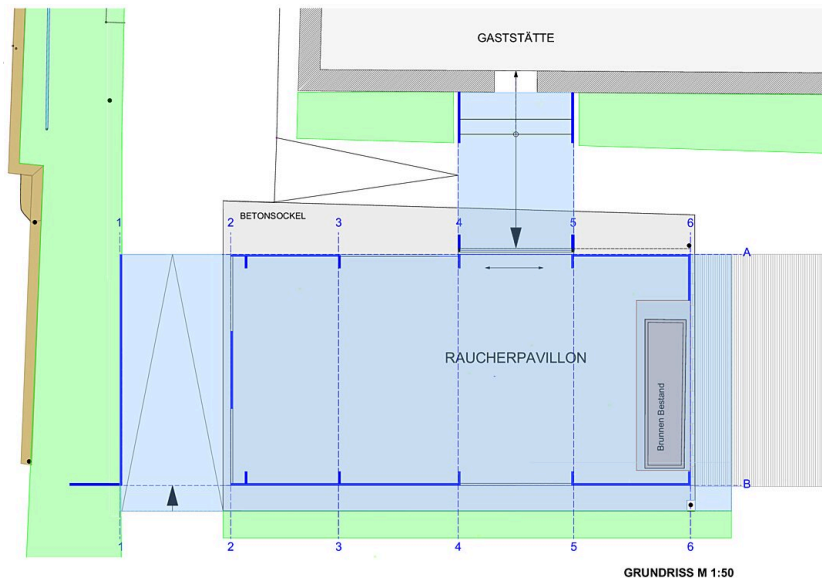 GASTSTÄTTE
BETONSOCKEL
1
2
3
4
5
6
A
RAUCHERPAVILLON
Brunnen Bestand
B
1
2
3
4
5
6
GRUNDRISS M 1:50